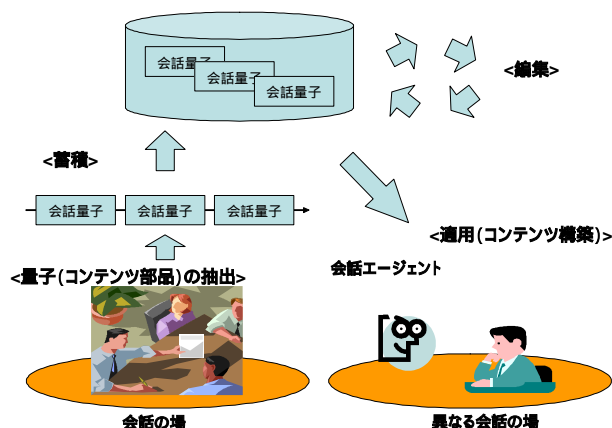 会話量子
会話量子
会話量子
<編集>
<蓄積>
会話量子 会話量子 会話量子
<適用(コンテンツ構築)>
<量子(コンテンツ部品)の抽出>
会話エージェント
会話の場
異なる会話の場